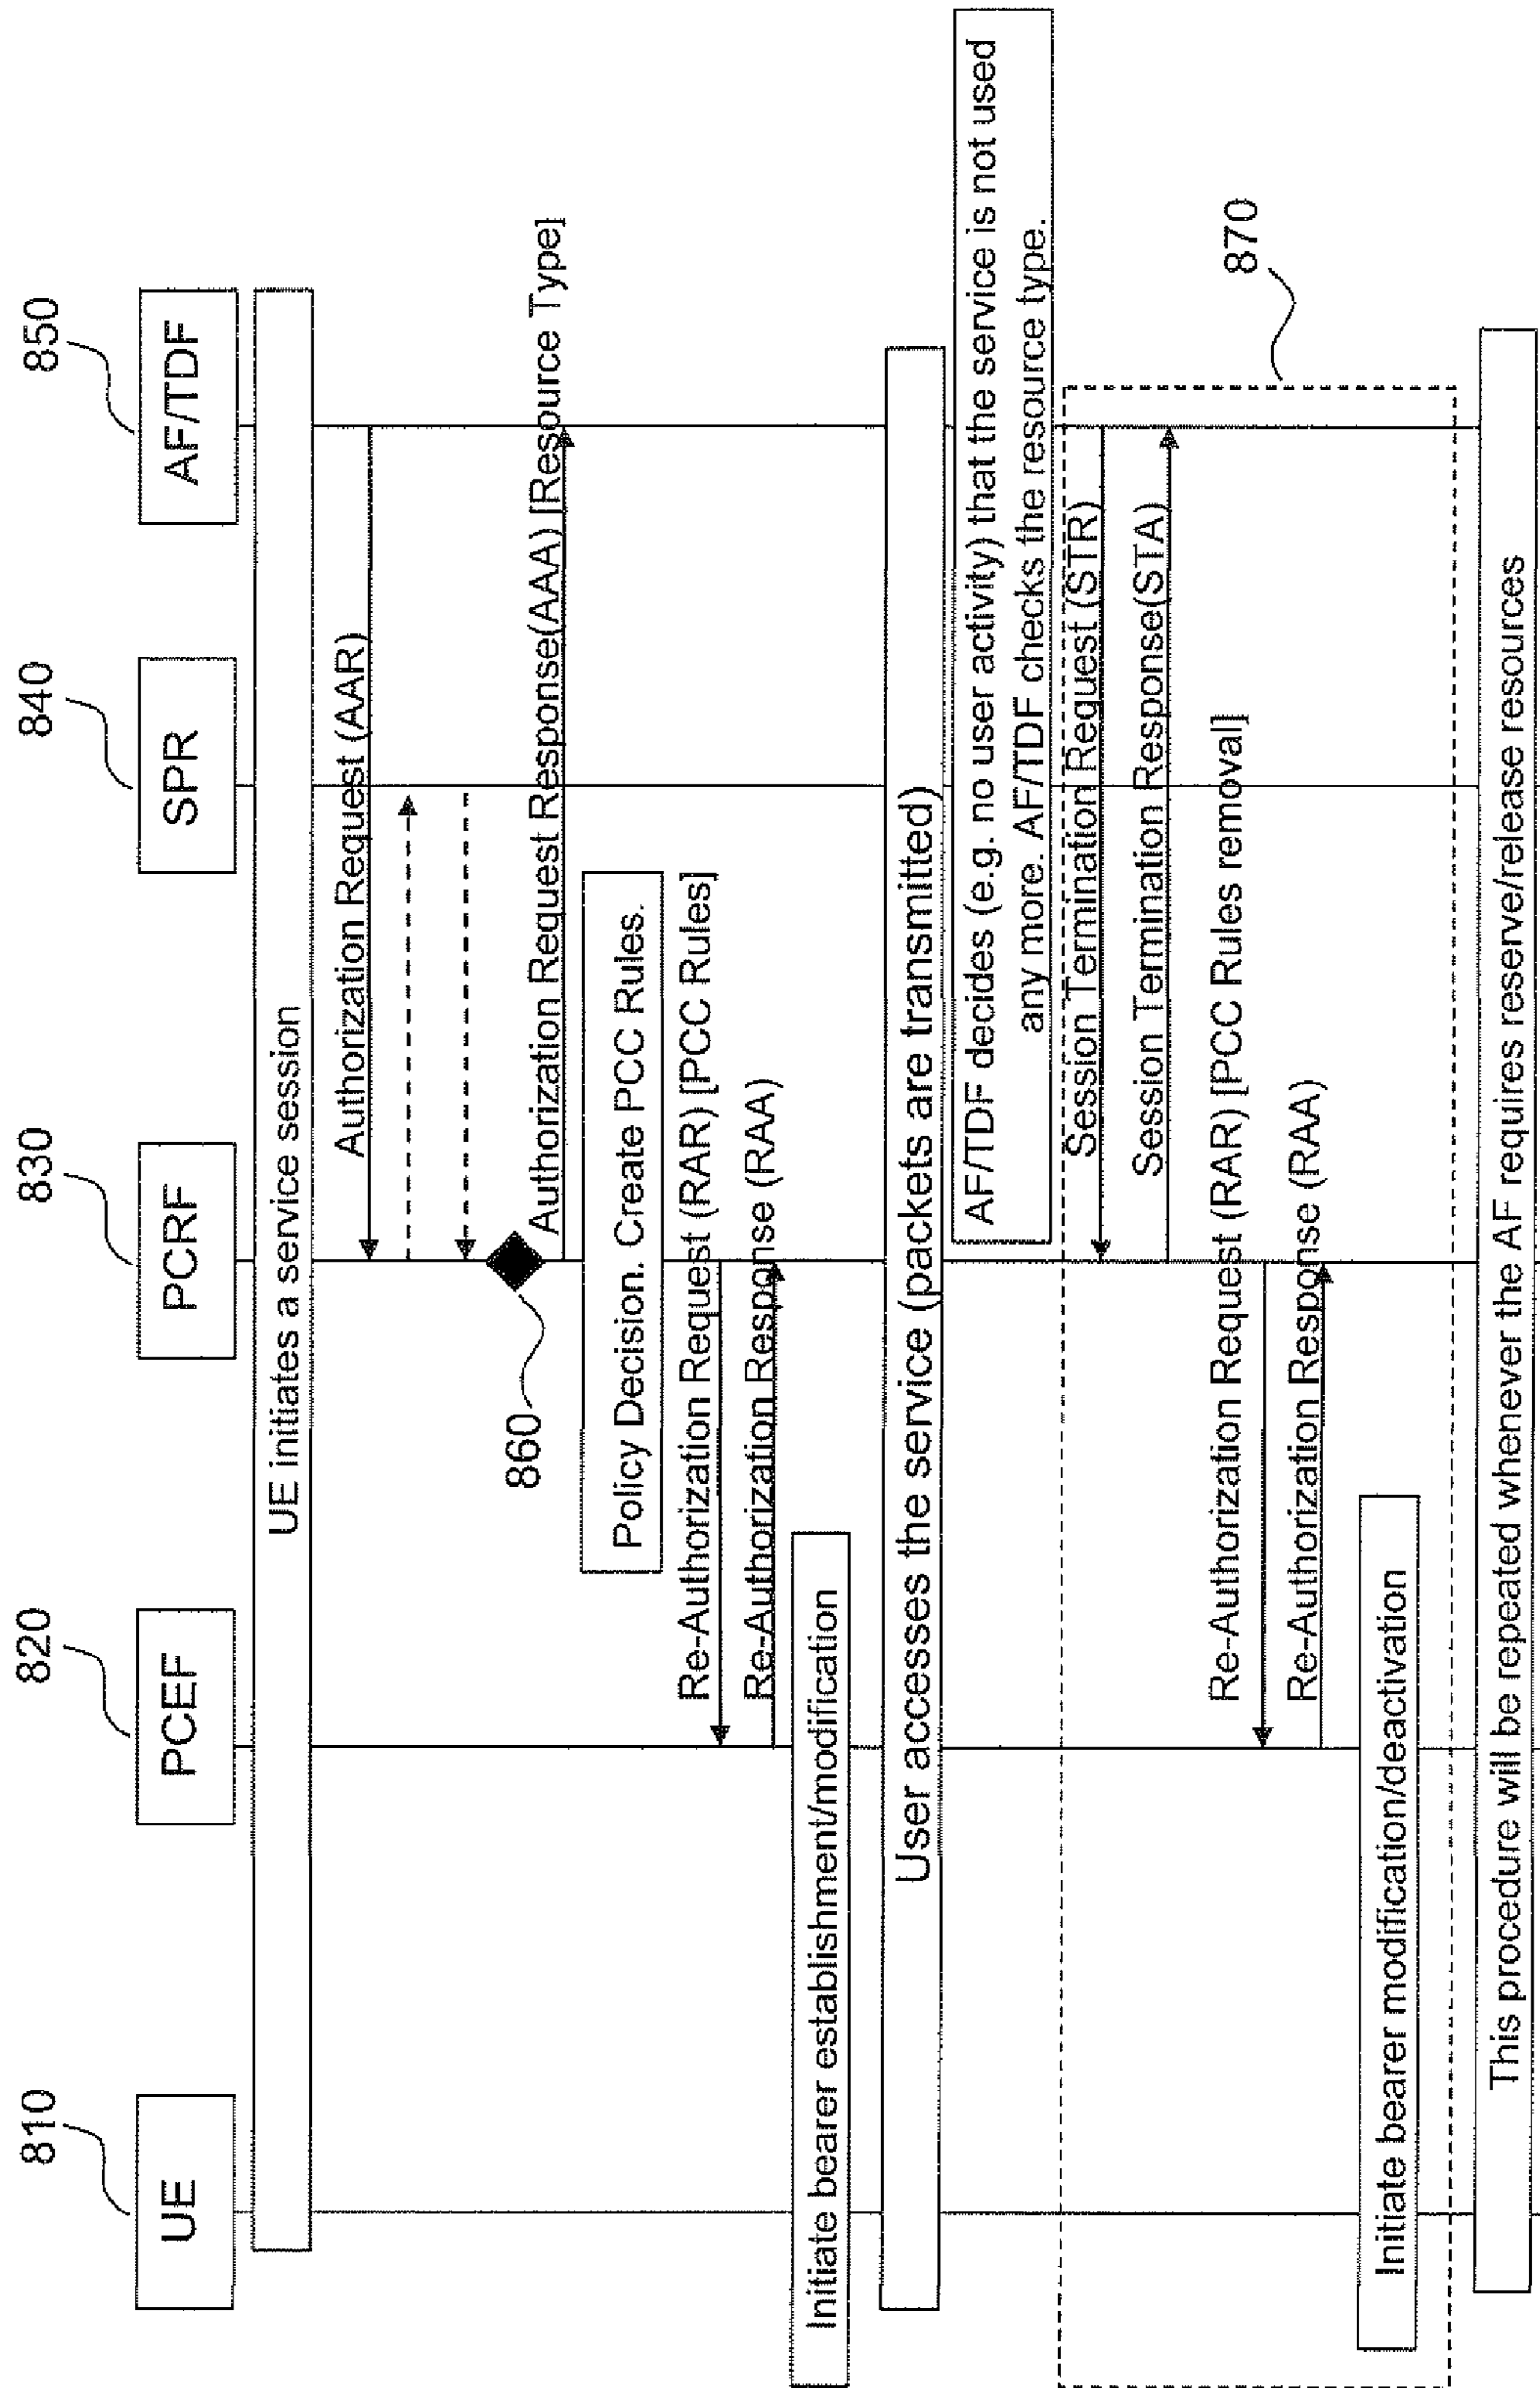 810
820
830
840
850
UE
PCEF
PCRF
SPR
AF/TDF
UE initiates a service session
Authorization Request (AAR)
860
Authorization Request Response(AAA) [Resource Type]
Policy Decision. Create PCC Rules.
Re-Authorization Request (RAR) [PCC Rules]
Re-Authorization Response (RAA)
Initiate bearer establishment/modification
User accesses the service (packets are transmitted)
AF/TDF decides (e.g. no user activity) that the service is not used
any more. AF/TDF checks the resource type.
Session Termination Request (STR)
Session Termination Response(STA)
870
Re-Authorization Request (RAR) [PCC Rules removal]
Re-Authorization Response (RAA)
Initiate bearer modification/deactivation
This procedure will be repeated whenever the AF requires reserve/release resources